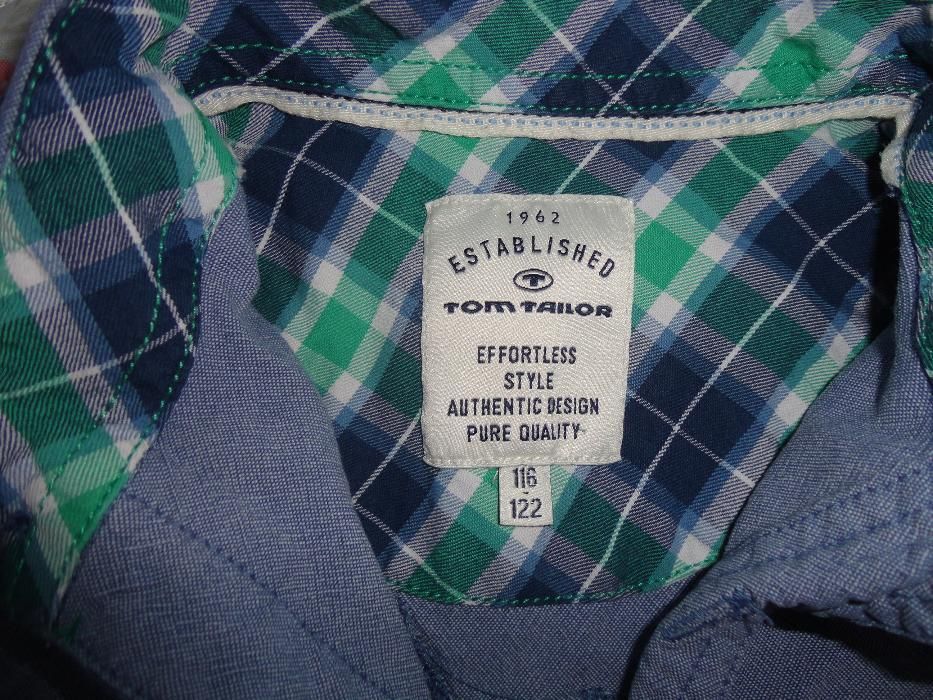 1962
ESTABLISHED
T
TOM TAILOR
EFFORTLESS
STYLE
AUTHENTIC DESIGN
PURE QUALITY
116
-
122